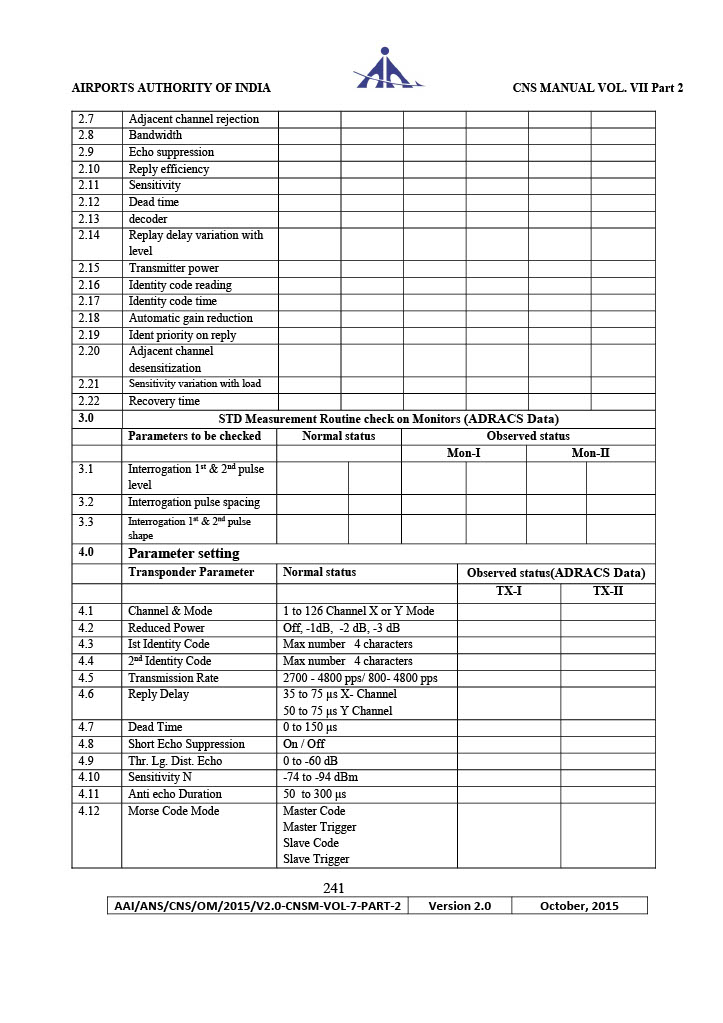 AIRPORTS AUTHORITY OF INDIA CNS MANUAL VOL. VII Part 2
2.7 Adjacent channel rejection
2.8 Bandwidth
2.9 Echo suppression
2.10 Reply efficiency
2.11 Sensitivity
2.12 Dead time
2.13 decoder
2.14 Replay delay variation with
level
2.15 Transmitter power
2.16 Identity code reading
2.17 Identity code time
2.18 Automatic gain reduction
2.19 Ident priority on reply
2.20 Adjacent channel
desensitization
2.21 Sensitivity variation with load
2.22 Recovery time
3.0 STD Measurement Routine check on Monitors (ADRACS Data)
Parameters to be checked Normal status Observed status
Mon-I Mon-II
3.1 Interrogation 1st & 2nd pulse
level
3.2 Interrogation pulse spacing
3.3 Interrogation 1st & 2nd pulse
shape
4.0 Parameter setting
Transponder Parameter Normal status Observed status(ADRACS Data)
TX-I TX-II
4.1 Channel & Mode 1 to 126 Channel X or Y Mode
4.2 Reduced Power Off, -1dB, -2 dB, -3 dB
4.3 Ist Identity Code Max number 4 characters
4.4 2nd Identity Code Max number 4 characters
4.5 Transmission Rate 2700 - 4800 pps/ 800- 4800 pps
4.6 Reply Delay 35 to 75 µs X- Channel
50 to 75 µs Y Channel
4.7 Dead Time 0 to 150 µs
4.8 Short Echo Suppression On / Off
4.9 Thr. Lg. Dist. Echo 0 to -60 dB
4.10 Sensitivity N -74 to -94 dBm
4.11 Anti echo Duration 50 to 300 µs
4.12 Morse Code Mode Master Code
Master Trigger
Slave Code
Slave Trigger
241
AAI/ANS/CNS/OM/2015/V2.0-CNSM-VOL-7-PART-2 Version 2.0 October, 2015